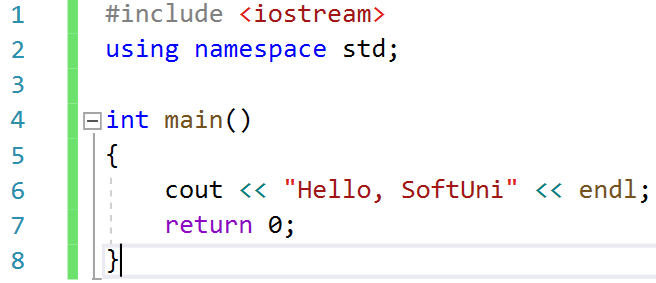 1 #include <iostream>
2 using namespace std;
3
4 int main()
5 {
6 cout << "Hello, SoftUni" << endl;
7 return 0;
8 }